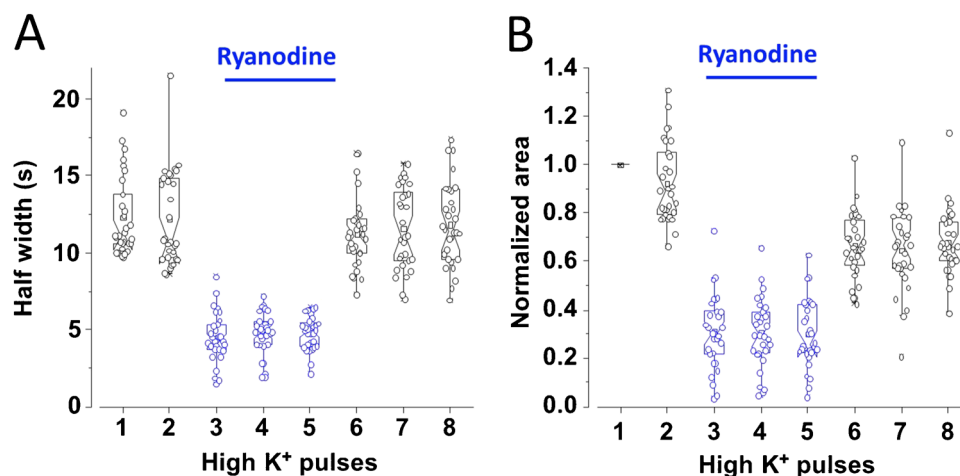 A
Ryanodine
Half width (s)
20
15
10
5
0
1 2 3 4 5 6 7 8
High K⁺ pulses
B
Ryanodine
Normalized area
1.4
1.2
1.0
0.8
0.6
0.4
0.2
0.0
1 2 3 4 5 6 7 8
High K⁺ pulses